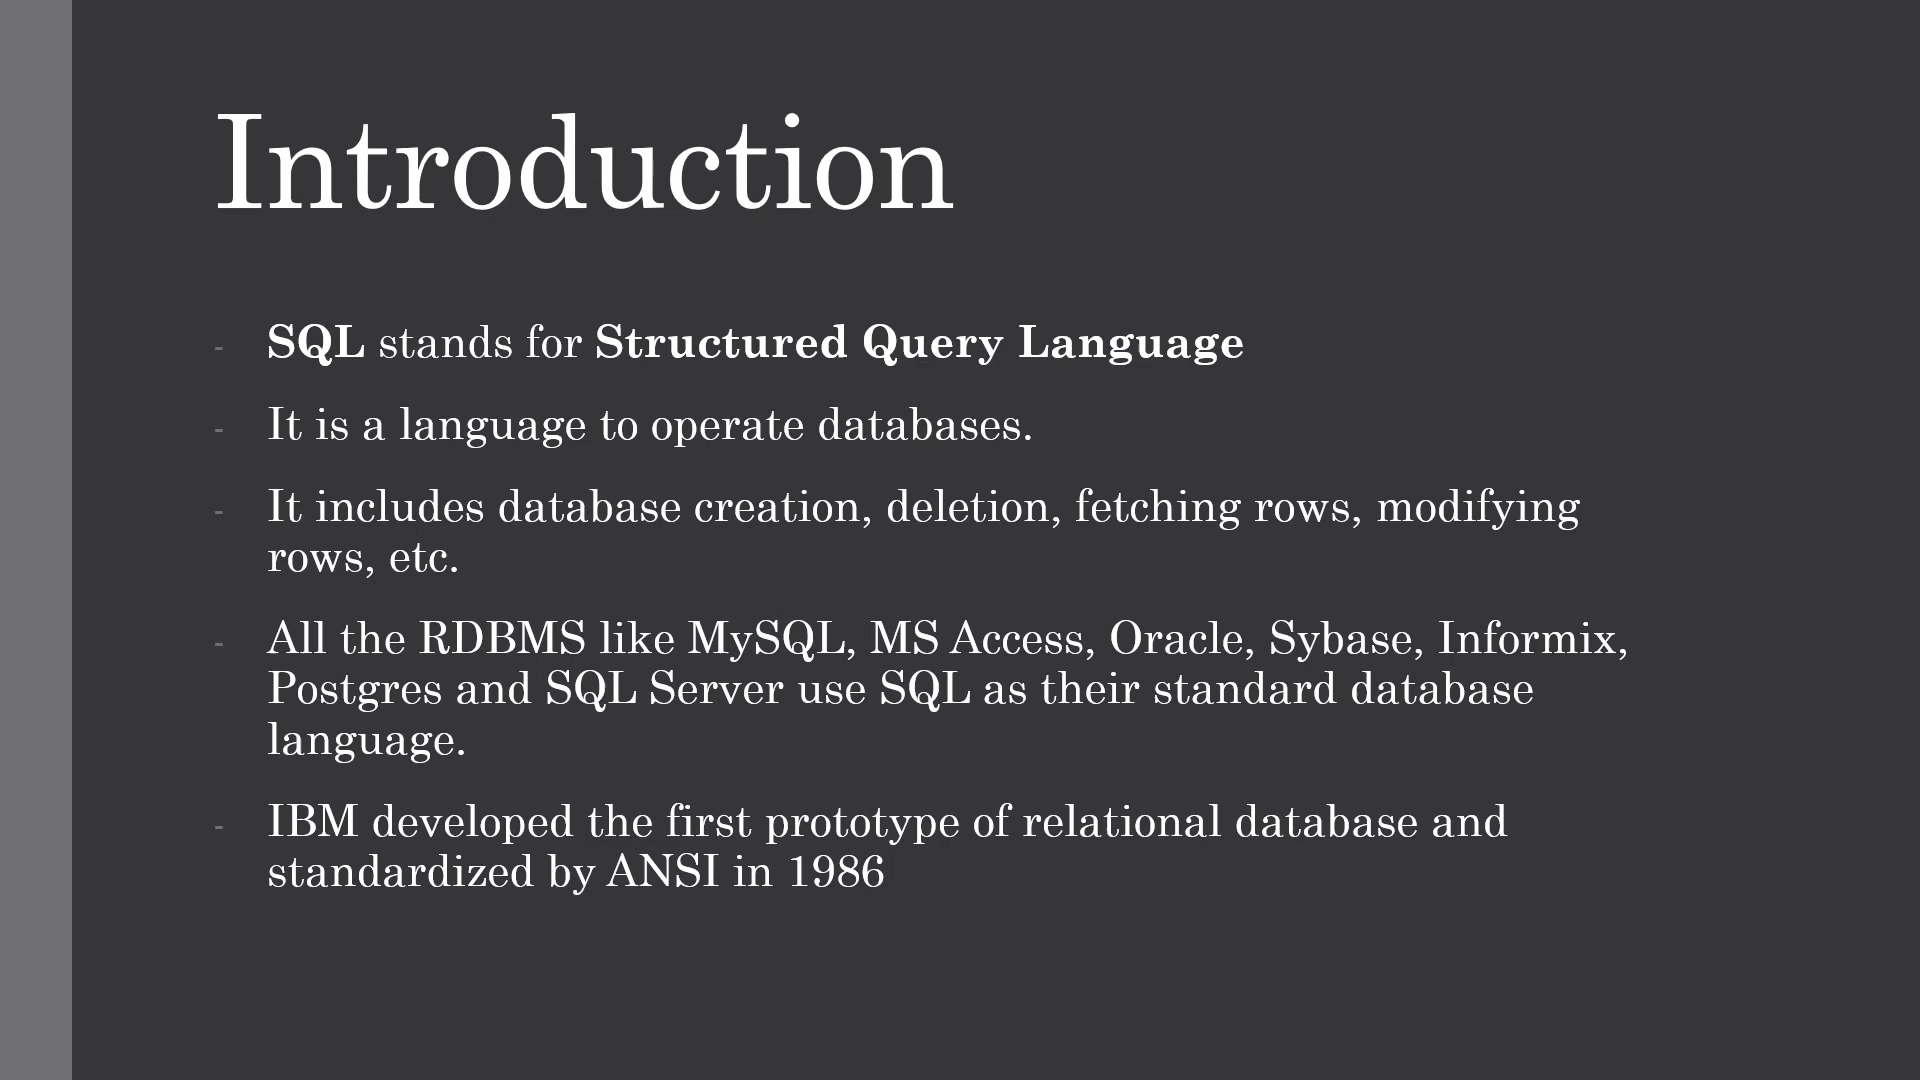 Introduction
- SQL stands for Structured Query Language
- It is a language to operate databases.
- It includes database creation, deletion, fetching rows, modifying
rows, etc.
- All the RDBMS like MySQL, MS Access, Oracle, Sybase, Informix,
Postgres and SQL Server use SQL as their standard database
language.
- IBM developed the first prototype of relational database and
standardized by ANSI in 1986